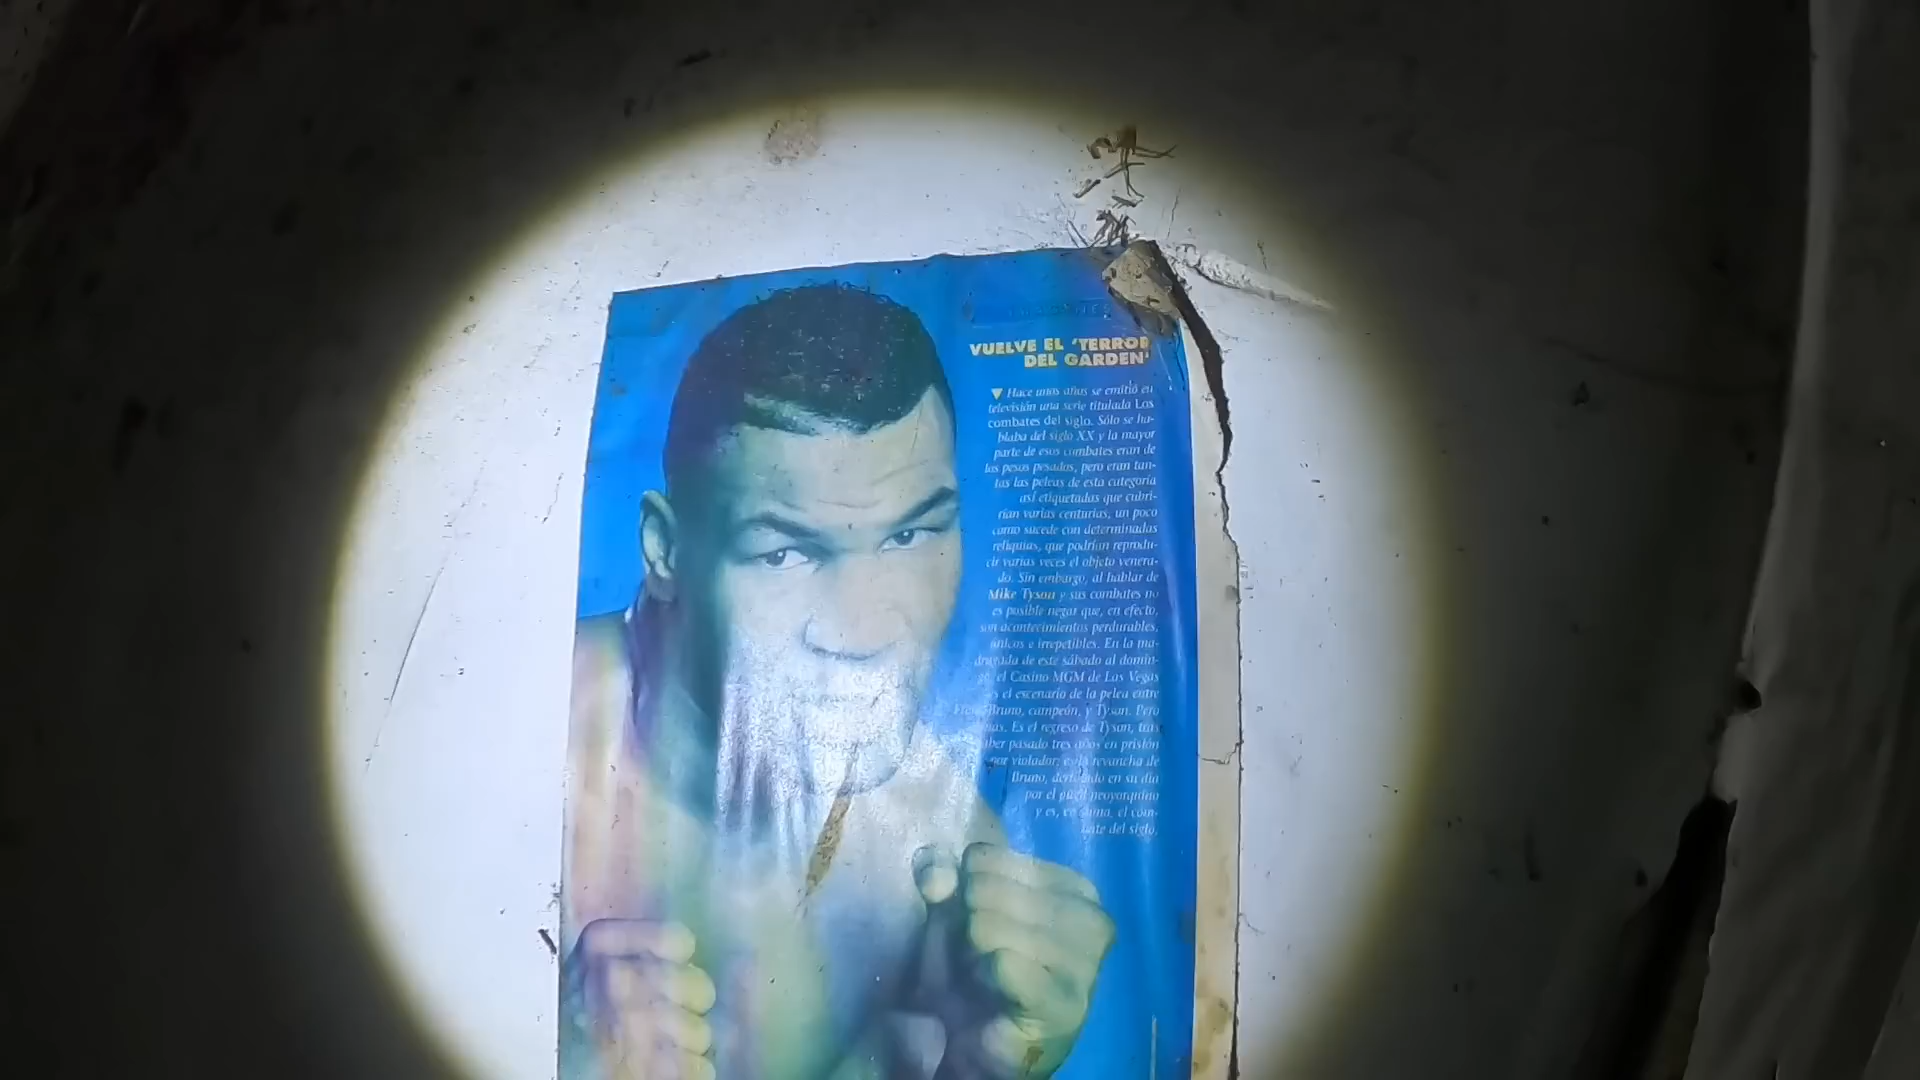 VUELVE EL ‘TERROR
DEL GARDEN’
▼ Hace unos años se emitió en
televisión una serie titulada Los
combates del siglo. Sólo se ha-
blaba del siglo XX y la mayor
parte de esos combates eran de
los pesos pesados, pero eran tan-
tas las peleas de esta categoría
así etiquetadas que cubri-
rían varias centurias, un poco
como sucede con determinadas
reliquias, que podrían reprodu-
cir varias veces el objeto venera-
do. Sin embargo, al hablar de
Mike Tyson y sus combates no
es posible negar que, en efecto,
son acontecimientos perdurables,
únicos e irrepetibles. En la ma-
drugada de este sábado al domin-
el Casino MGM de Las Vegas
es el escenario de la pelea entre
Bruno, campeón, y Tyson. Pero
más. Es el regreso de Tyson, tras
haber pasado tres años en prisión
por violador; es la revancha de
Bruno, derrotado en su día
por el púgil neoyorquino
y es, en suma, el com-
bate del siglo.